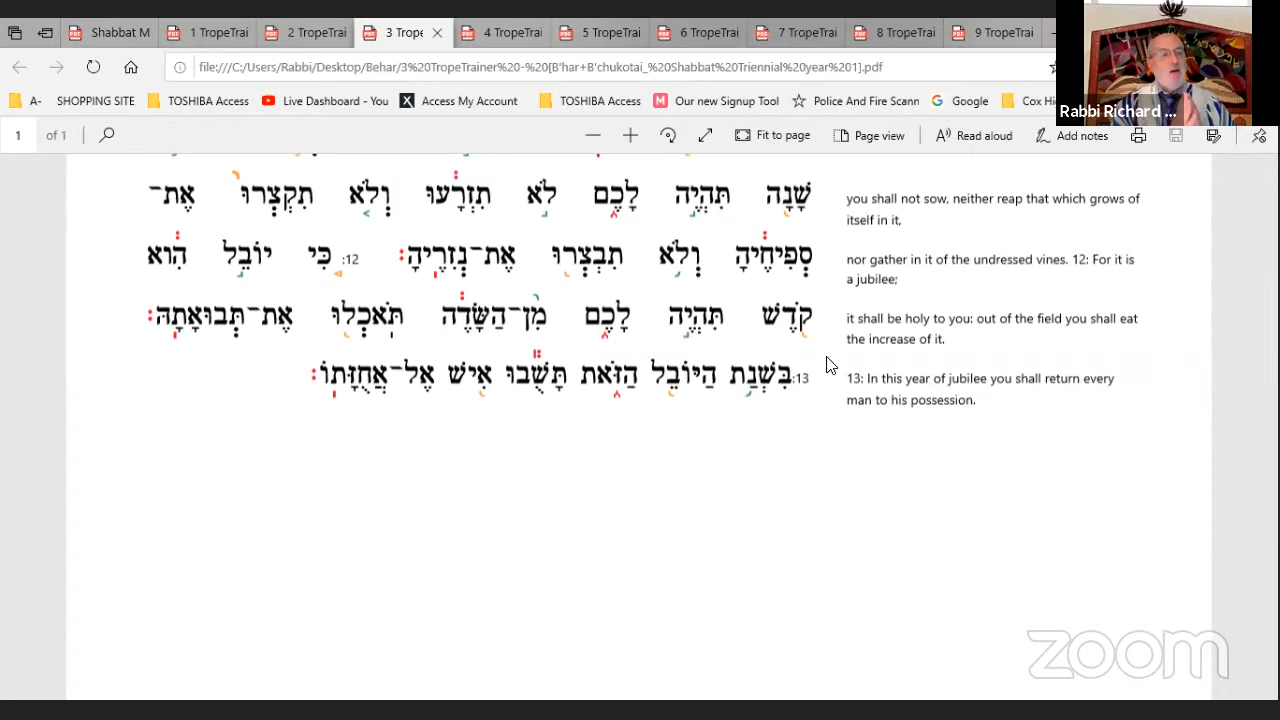 Shabbat M
1 TropeTrai
2 TropeTrai
3 Trope
4 TropeTrai
5 TropeTrai
6 TropeTrai
7 TropeTrai
8 TropeTrai
9 TropeTrai
file:///C:/Users/Rabbi/Desktop/Behar/3%20TropeTrainer%20-%20[B'har+B'chukotai_%20Shabbat%20Triennial%20year%201].pdf
A-
SHOPPING SITE
TOSHIBA Access
Live Dashboard - You
Access My Account
TOSHIBA Access
Our new Signup Tool
Police And Fire Scann
Google
Cox Hi
Rabbi Richard ...
1 of 1
Fit to page
Page view
Read aloud
Add notes
שָׁנָ֖ה תִּהְיֶ֣ה לָכֶ֑ם לֹ֣א תִזְרָ֔עוּ וְלֹ֤א תִקְצְרוּ֙ אֶת־
you shall not sow, neither reap that which grows of
itself in it,
סְפִיחֶ֔יהָ וְלֹ֥א תִבְצְר֖וּ אֶת־נְזִרֶֽיהָ׃ 12: כִּ֚י יוֹבֵ֣ל הִ֔וא
nor gather in it of the undressed vines. 12: For it is
a jubilee;
קֹ֖דֶשׁ תִּהְיֶ֣ה לָכֶ֑ם מִן־הַ֨שָּׂדֶ֔ה תֹּאכְל֖וּ אֶת־תְּבוּאָתָֽהּ׃
it shall be holy to you: out of the field you shall eat
the increase of it.
13: בִּשְׁנַ֥ת הַיּוֹבֵ֖ל הַזֹּ֑את תָּשֻׁ֕בוּ אִ֖ישׁ אֶל־אֲחֻזָּתֽוֹ׃
13: In this year of jubilee you shall return every
man to his possession.
zoom